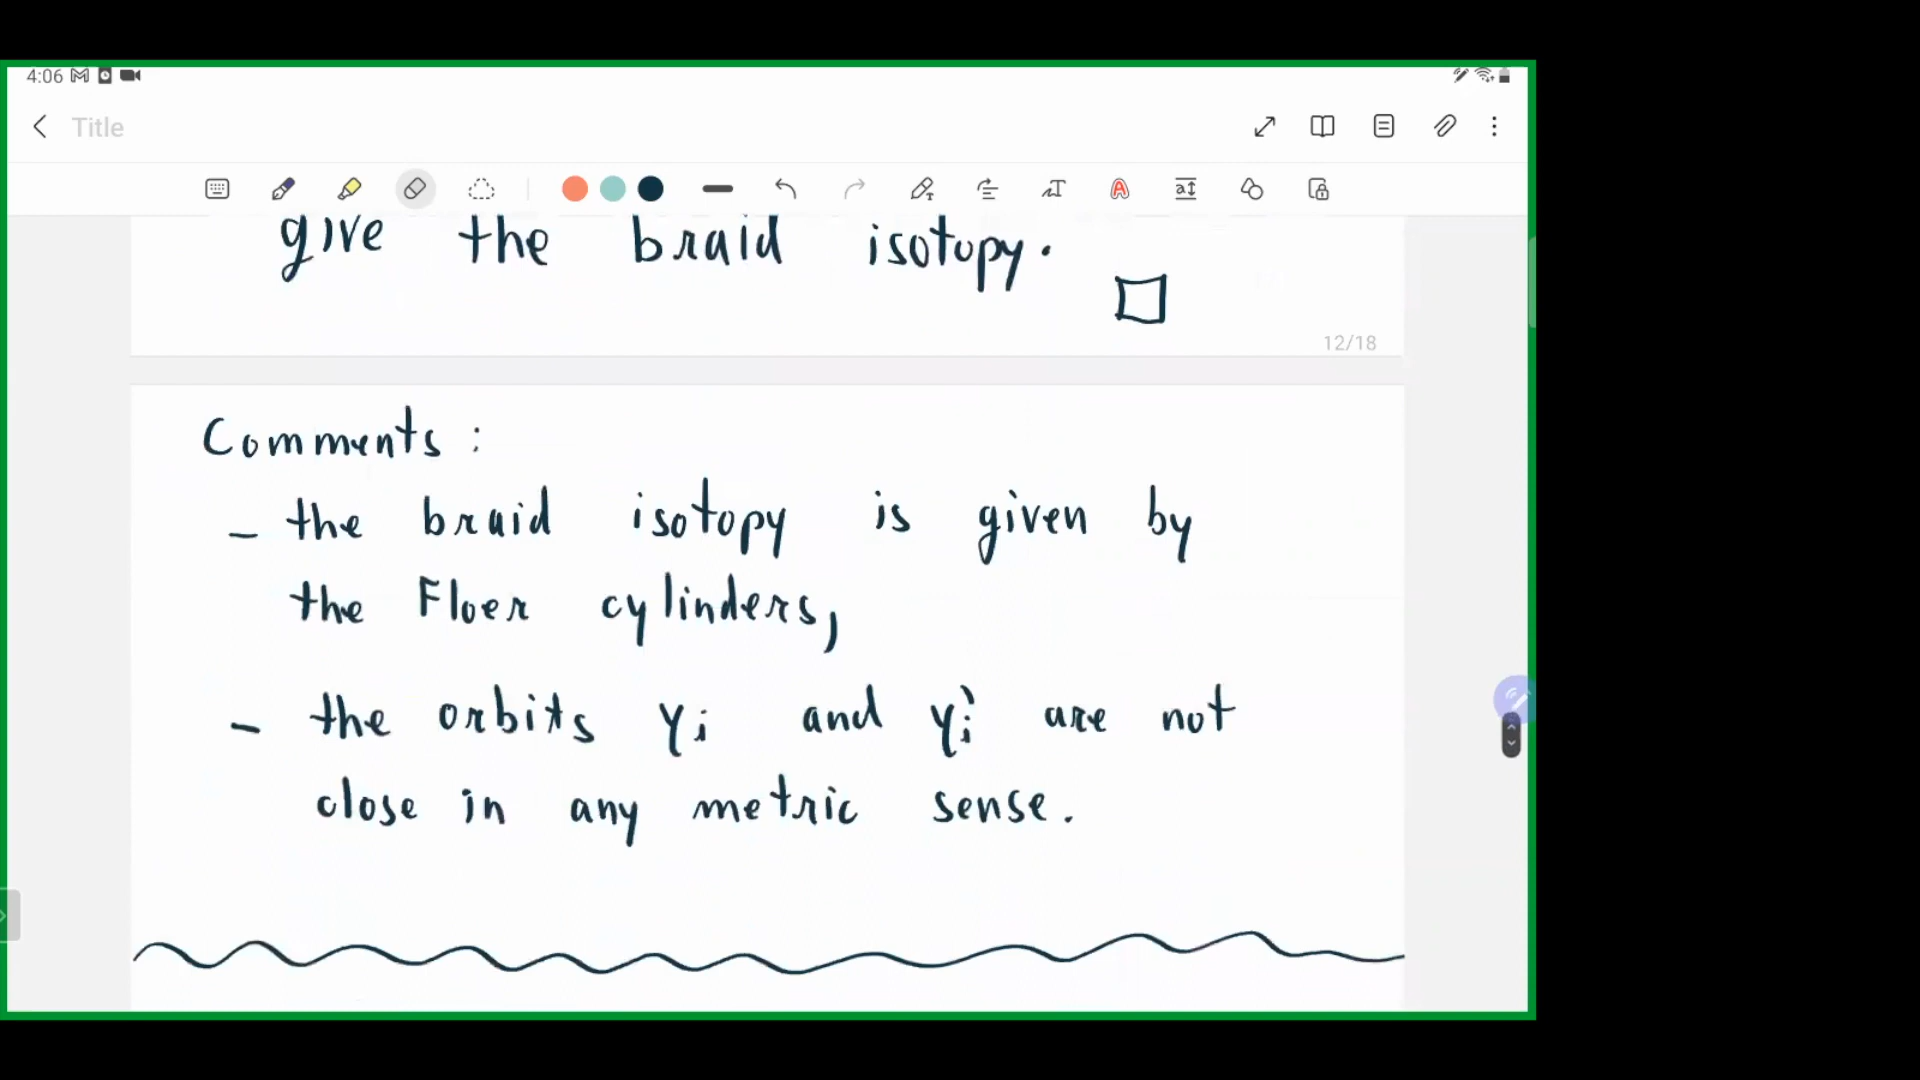 4:06
Title
give the braid isotopy.
12/18
Comments:
- the braid isotopy is given by
the Floer cylinders,
- the orbits γi and γi' are not
close in any metric sense.